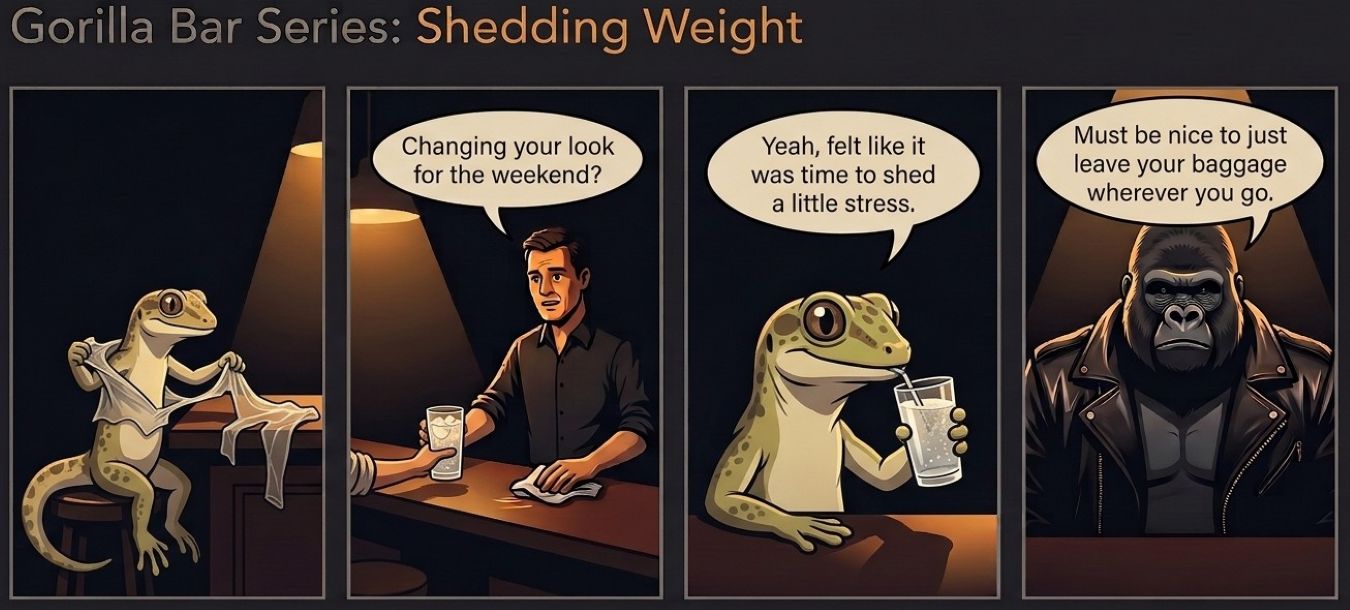 Gorilla Bar Series: Shedding Weight
Changing your look
for the weekend?
Yeah, felt like it
was time to shed
a little stress.
Must be nice to just
leave your baggage
wherever you go.